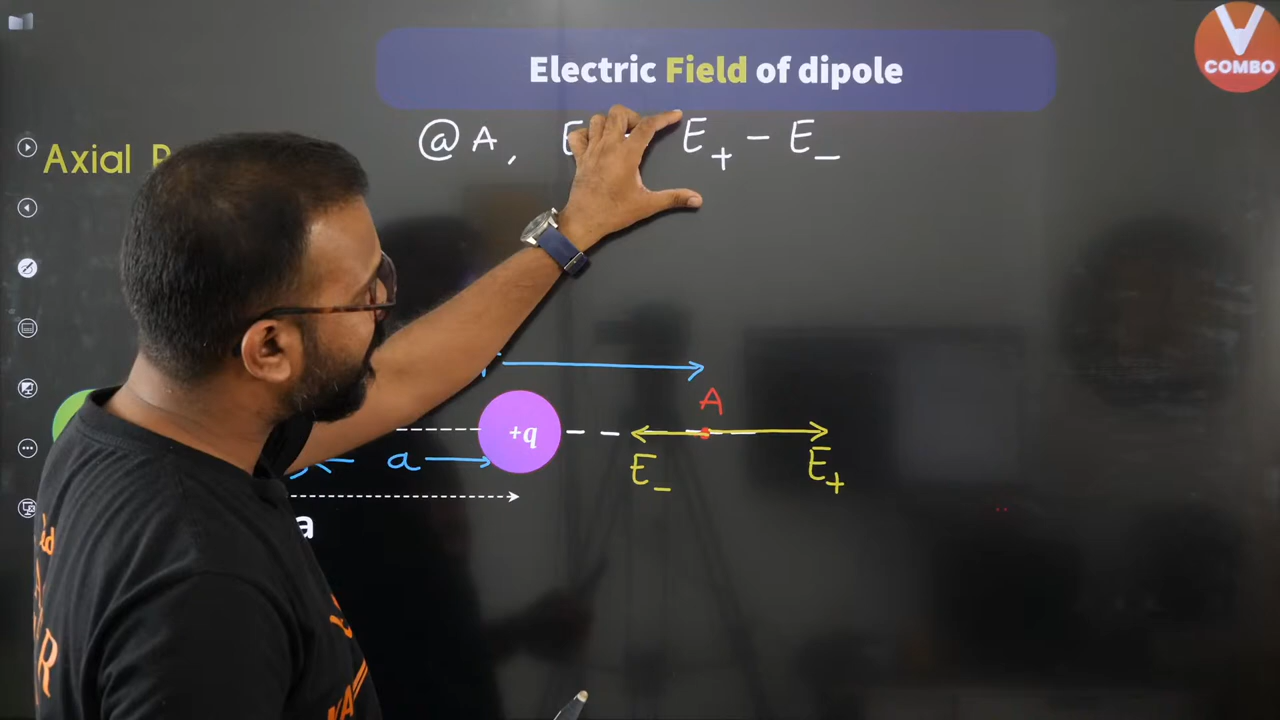 COMBO
Electric Field of dipole
@ A, E E₊ − E₋
Axial
A
+q
a
E₋ E₊
a